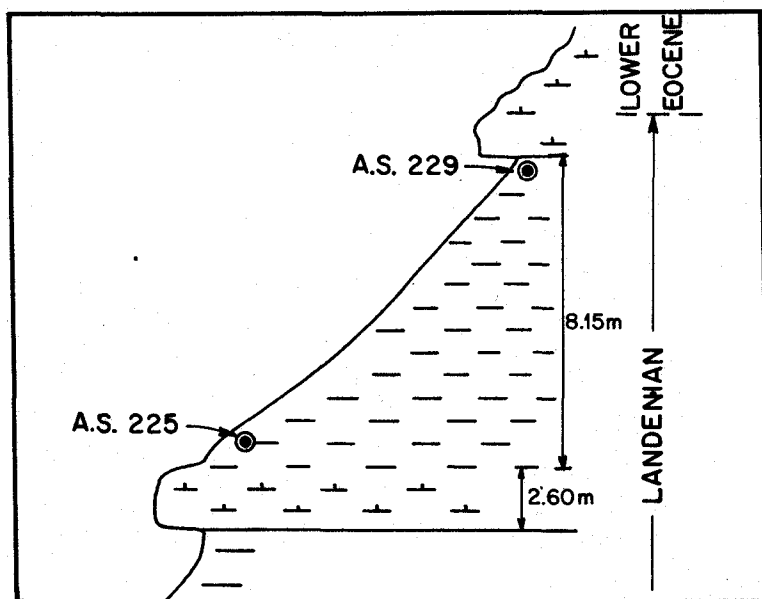 LOWER
EOCENE
A.S. 229
8.15m
LANDENIAN
A.S. 225
2.60m